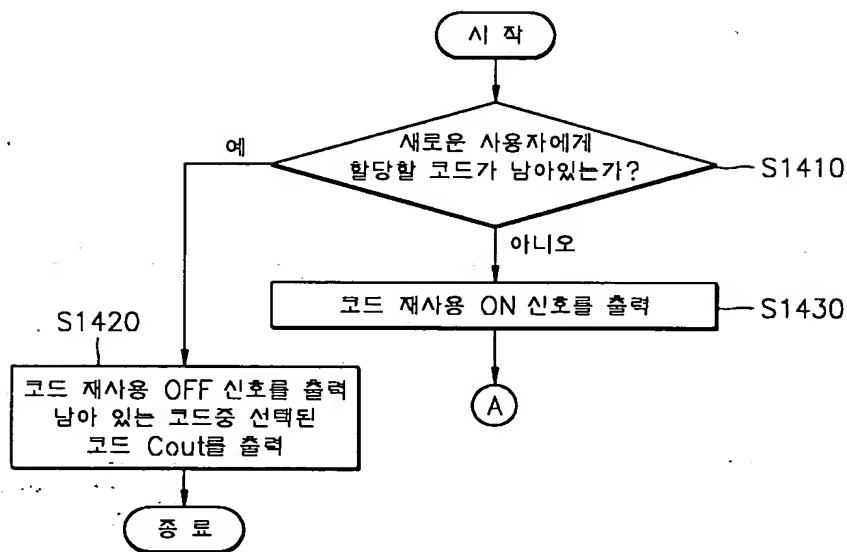 시 작
새로운 사용자에게
할당할 코드가 남아있는가?
S1410
예
아니오
코드 재사용 ON 신호를 출력
S1430
S1420
코드 재사용 OFF 신호를 출력
남아 있는 코드중 선택된
코드 Cout를 출력
A
종 료